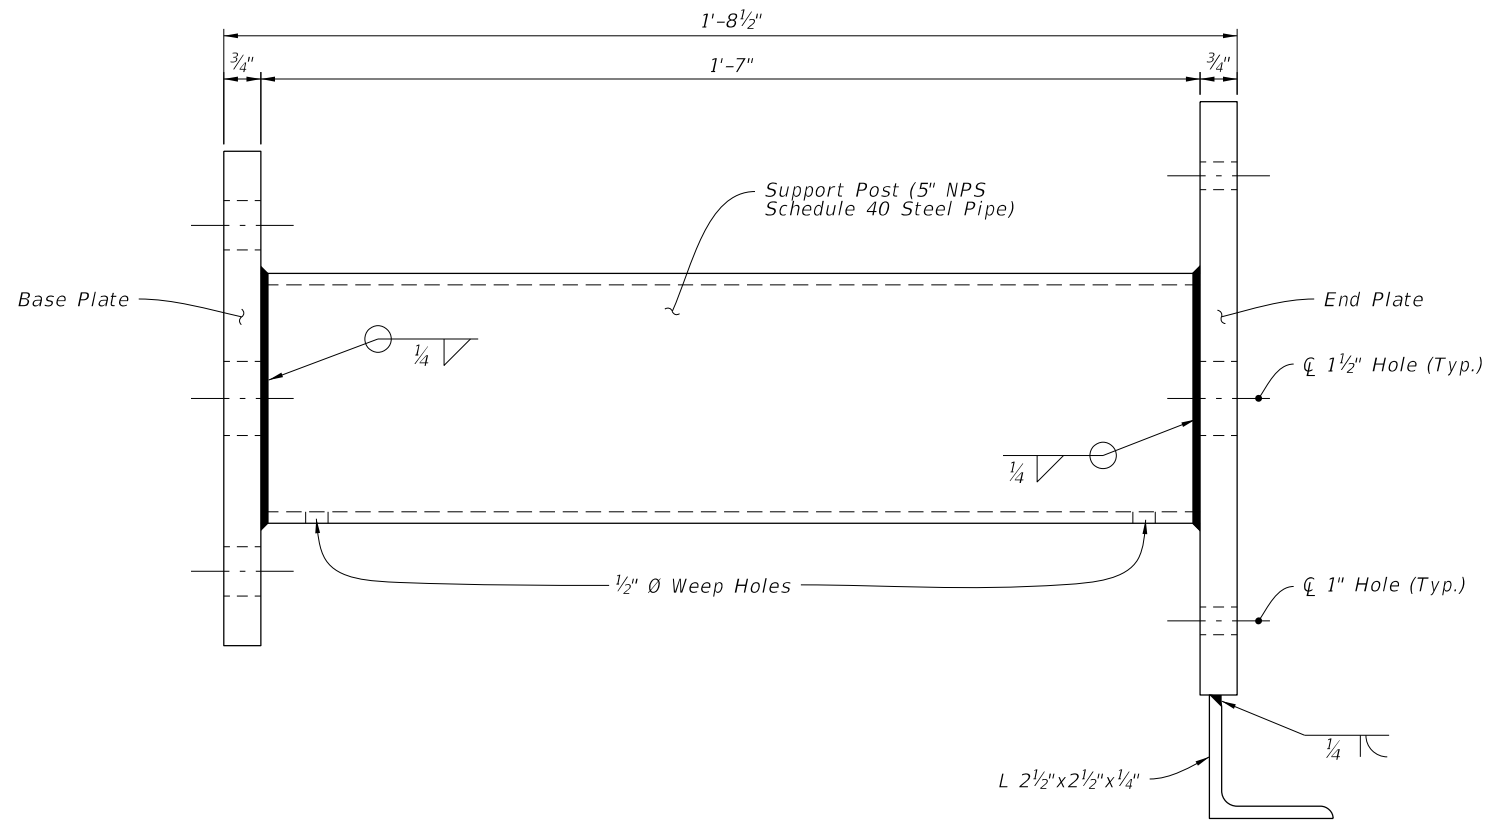 1'-8½"
¾"
1'-7"
¾"
Support Post (5" NPS
Schedule 40 Steel Pipe)
Base Plate
End Plate
¼
℄ 1½" Hole (Typ.)
¼
½" Ø Weep Holes
℄ 1" Hole (Typ.)
¼
L 2½"x2½"x¼"